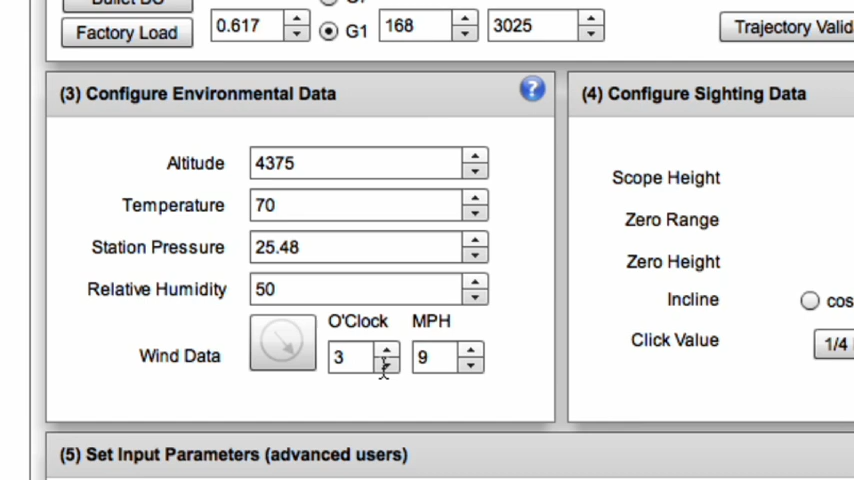 Factory Load 0.617 G1 168 3025 Trajectory
(3) Configure Environmental Data ? (4) Configure Sighting Data
Altitude 4375
Scope Height
Temperature 70
Zero Range
Station Pressure 25.48
Zero Height
Relative Humidity 50
Incline cos
O'Clock MPH
Wind Data 3 9
Click Value 1/4
(5) Set Input Parameters (advanced users)